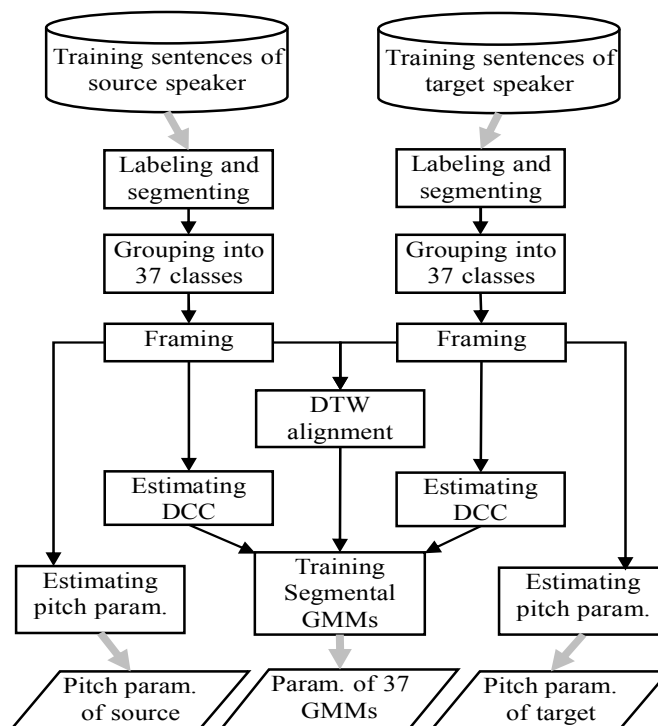 Training sentences of
source speaker
Training sentences of
target speaker
Labeling and
segmenting
Labeling and
segmenting
Grouping into
37 classes
Grouping into
37 classes
Framing
Framing
DTW
alignment
Estimating
DCC
Estimating
DCC
Training
Segmental
GMMs
Estimating
pitch param.
Estimating
pitch param.
Pitch param.
of source
Param. of 37
GMMs
Pitch param.
of target